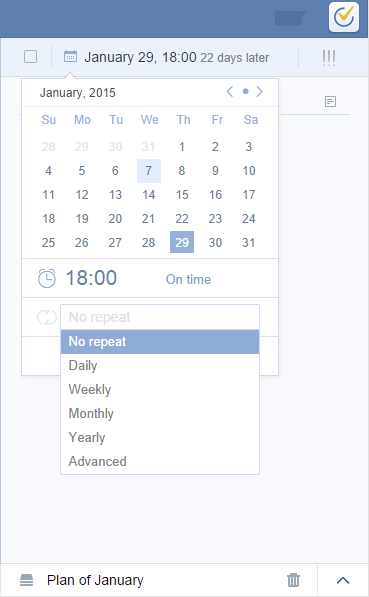 January 29, 18:00 22 days later
January, 2015
Su Mo Tu We Th Fr Sa
28 29 30 31 1 2 3
4 5 6 7 8 9 10
11 12 13 14 15 16 17
18 19 20 21 22 23 24
25 26 27 28 29 30 31
18:00 On time
No repeat
No repeat
Daily
Weekly
Monthly
Yearly
Advanced
Plan of January